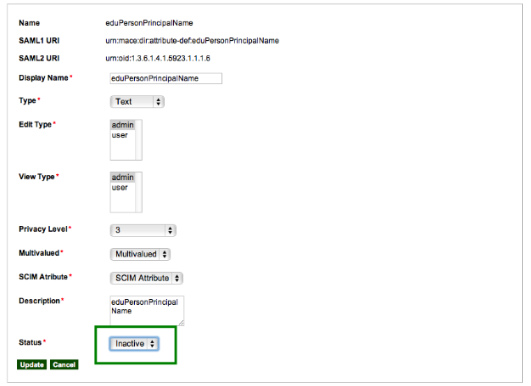 Name eduPersonPrincipalName
SAML1 URI urn:mace:dir:attribute-def:eduPersonPrincipalName
SAML2 URI urn:oid:1.3.6.1.4.1.5923.1.1.1.6
Display Name* eduPersonPrincipalName
Type* Text
Edit Type* admin
user
View Type* admin
user
Privacy Level* 3
Multivalued* Multivalued
SCIM Atribute* SCIM Attribute
Description* eduPersonPrincipal
Name
Status* Inactive
Update Cancel